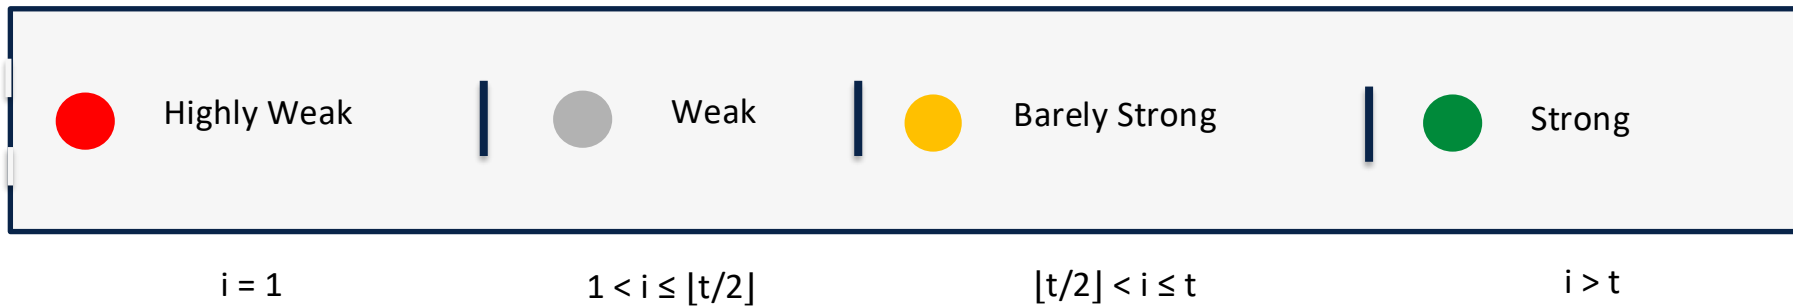 Highly Weak
Weak
Barely Strong
Strong
i = 1
1 < i ≤ ⌊t/2⌋
⌊t/2⌋ < i ≤ t
i > t